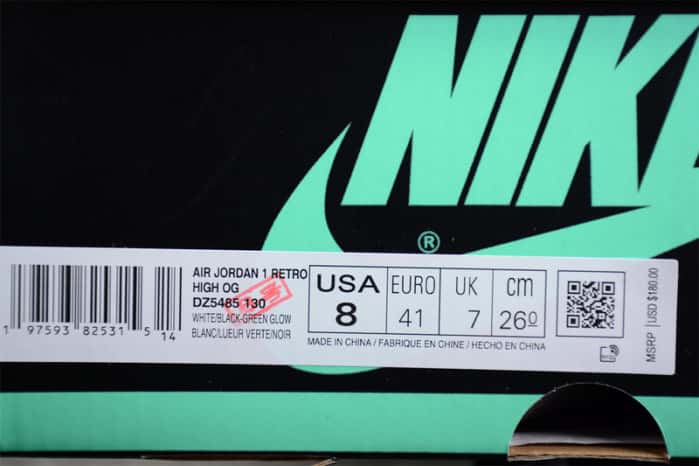 NIK
®
AIR JORDAN 1 RETRO
HIGH OG
DZ5485 130
WHITE/BLACK-GREEN GLOW
BLANC/LUEUR VERTE/NOIR
1 97593 82531 5 14
USA EURO UK cm
8 41 7 26.0
MADE IN CHINA / FABRIQUE EN CHINE / HECHO EN CHINA
MSRP USD $180.00